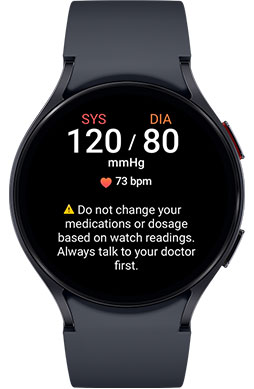 SYS DIA
120 / 80
mmHg
73 bpm
Do not change your
medications or dosage
based on watch readings.
Always talk to your doctor
first.